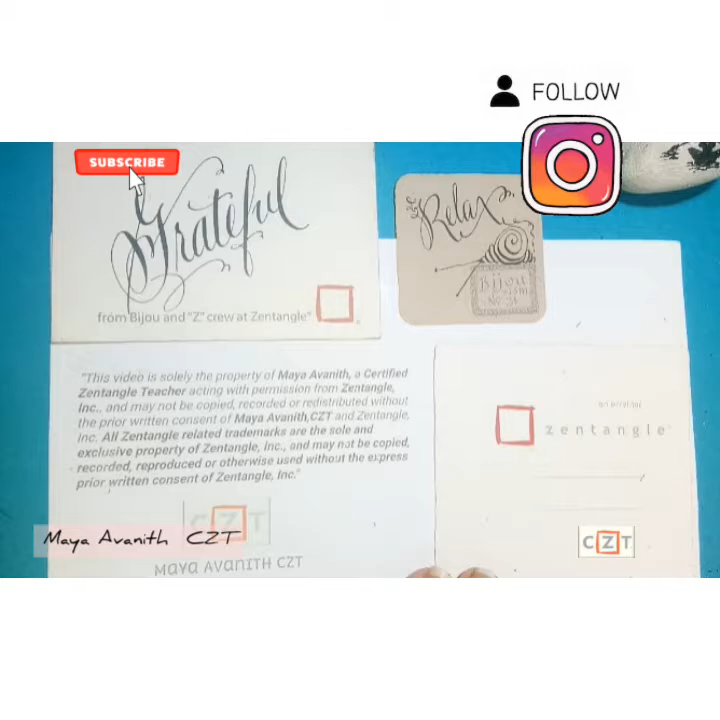 FOLLOW
SUBSCRIBE
Grateful
Relax
from Bijou and "Z" crew at Zentangle®
Bijou
"This video is solely the property of Maya Avanith, a Certified
Zentangle Teacher acting with permission from Zentangle,
Inc., and may not be copied, recorded or redistributed without
the prior written consent of Maya Avanith,CZT and Zentangle,
Inc. All Zentangle related trademarks are the sole and
exclusive property of Zentangle, Inc., and may not be copied,
recorded, reproduced or otherwise used without the express
prior written consent of Zentangle, Inc."
zentangle
CZT
Maya Avanith CZT
MAYA AVANITH CZT
CZT